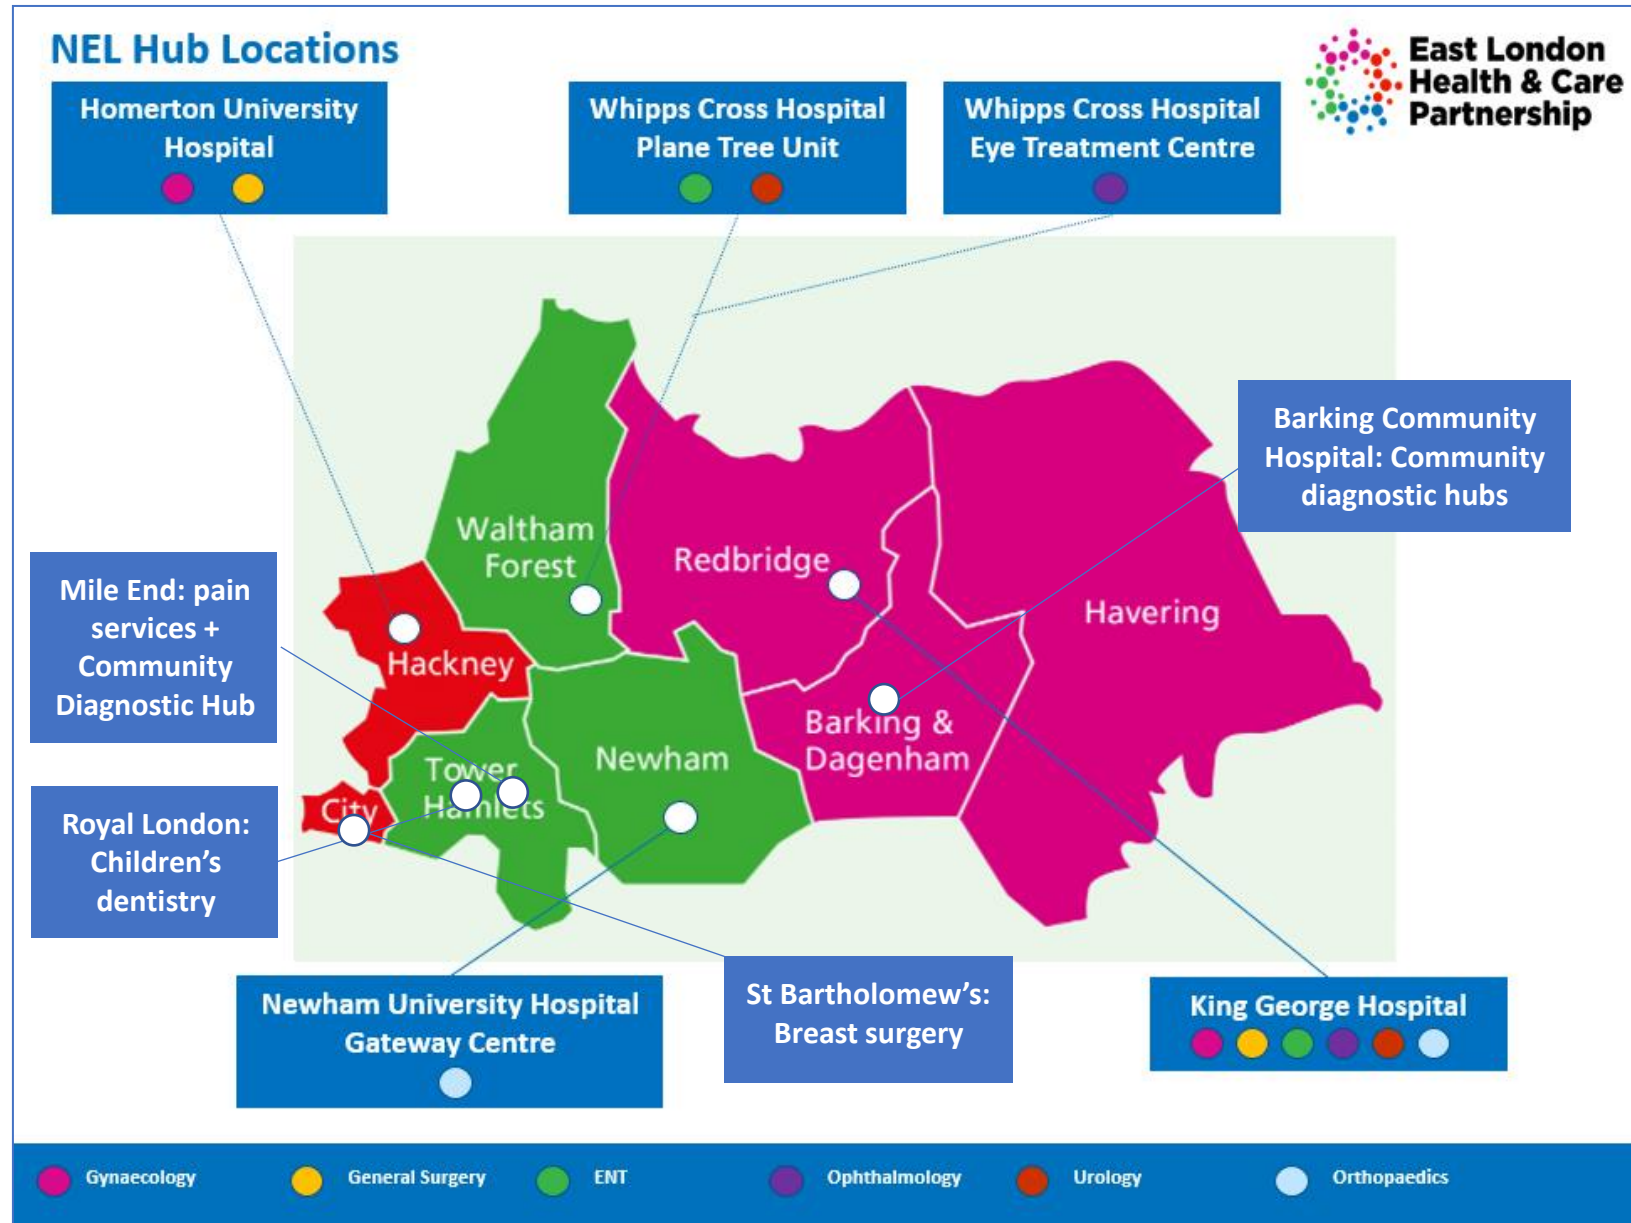 NEL Hub Locations
East London
Health & Care
Partnership
Homerton University
Hospital
Whipps Cross Hospital
Plane Tree Unit
Whipps Cross Hospital
Eye Treatment Centre
Barking Community
Hospital: Community
diagnostic hubs
Waltham
Forest
Redbridge
Havering
Mile End: pain
services +
Community
Diagnostic Hub
Hackney
Barking &
Dagenham
Newham
Tower
Hamlets
City
Royal London:
Children’s
dentistry
Newham University Hospital
Gateway Centre
St Bartholomew’s:
Breast surgery
King George Hospital
Gynaecology
General Surgery
ENT
Ophthalmology
Urology
Orthopaedics